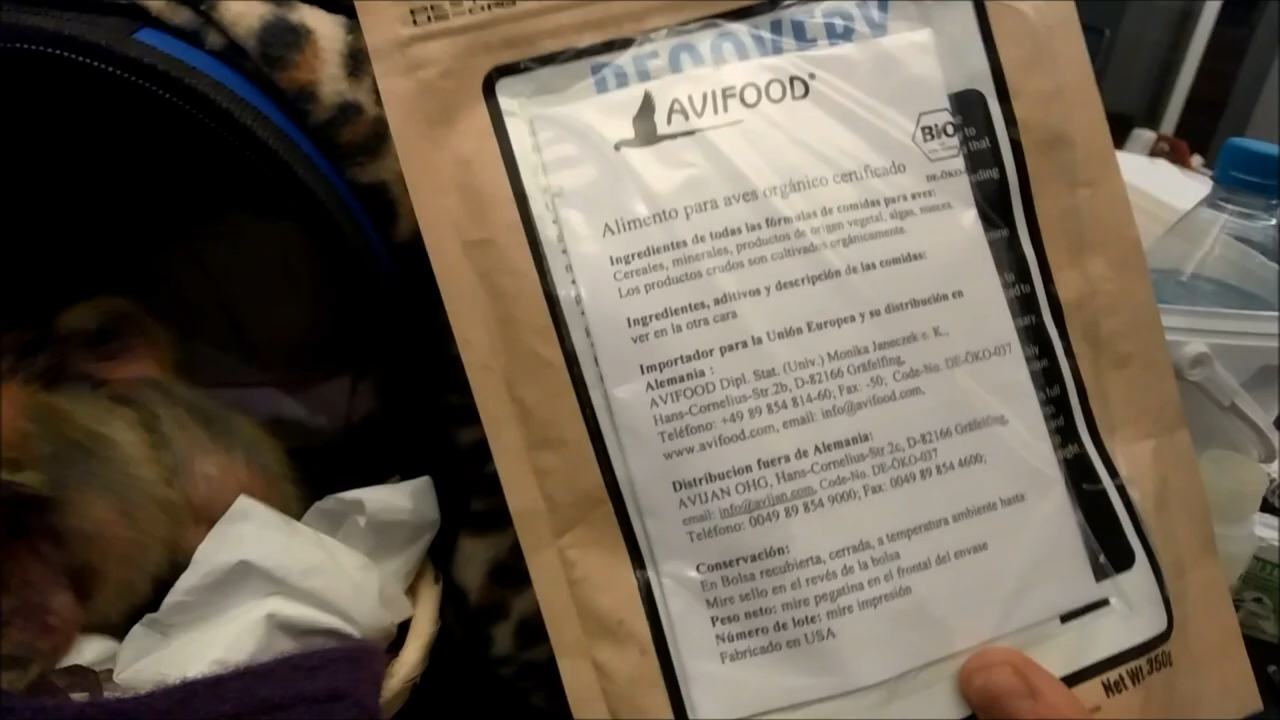 RECOVERY
AVIFOOD®
BIO
DE-ÖKO-
to
that
eding
Alimento para aves orgánico certificado
Ingredientes de todas las fórmulas de comidas para aves:
Cereales, minerales, productos de origen vegetal, algas, nueces.
Los productos crudos son cultivados orgánicamente.
Ingredientes, aditivos y descripción de las comidas:
ver en la otra cara
Importador para la Unión Europea y su distribución en
Alemania :
AVIFOOD Dipl. Stat. (Univ.) Monika Janeczek e. K.,
Hans-Cornelius-Str.2b, D-82166 Gräfelfing,
Teléfono: +49 89 854 814-60; Fax: -50; Code-No. DE-ÖKO-037
www.avifood.com, email: info@avifood.com,
Distribucion fuera de Alemania:
AVIJAN OHG, Hans-Cornelius-Str 2c, D-82166 Gräfelfing,
email: info@avijan.com, Code-No. DE-ÖKO-037
Teléfono: 0049 89 854 9000; Fax: 0049 89 854 4600;
Conservación:
En Bolsa recubierta, cerrada, a temperatura ambiente hasta:
Mire sello en el revés de la bolsa
Peso neto: mire pegatina en el frontal del envase
Número de lote: mire impresión
Fabricado en USA
Net Wt 350g